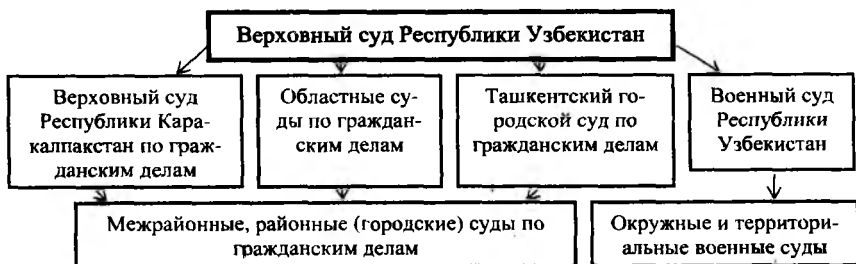 Верховный суд Республики Узбекистан
Верховный суд
Республики Кара-
калпакстан по граж-
данским делам
Областные су-
ды по граждан-
ским делам
Ташкентский го-
родской суд по
гражданским делам
Военный суд
Республики
Узбекистан
Межрайонные, районные (городские) суды по
гражданским делам
Окружные и территори-
альные военные суды